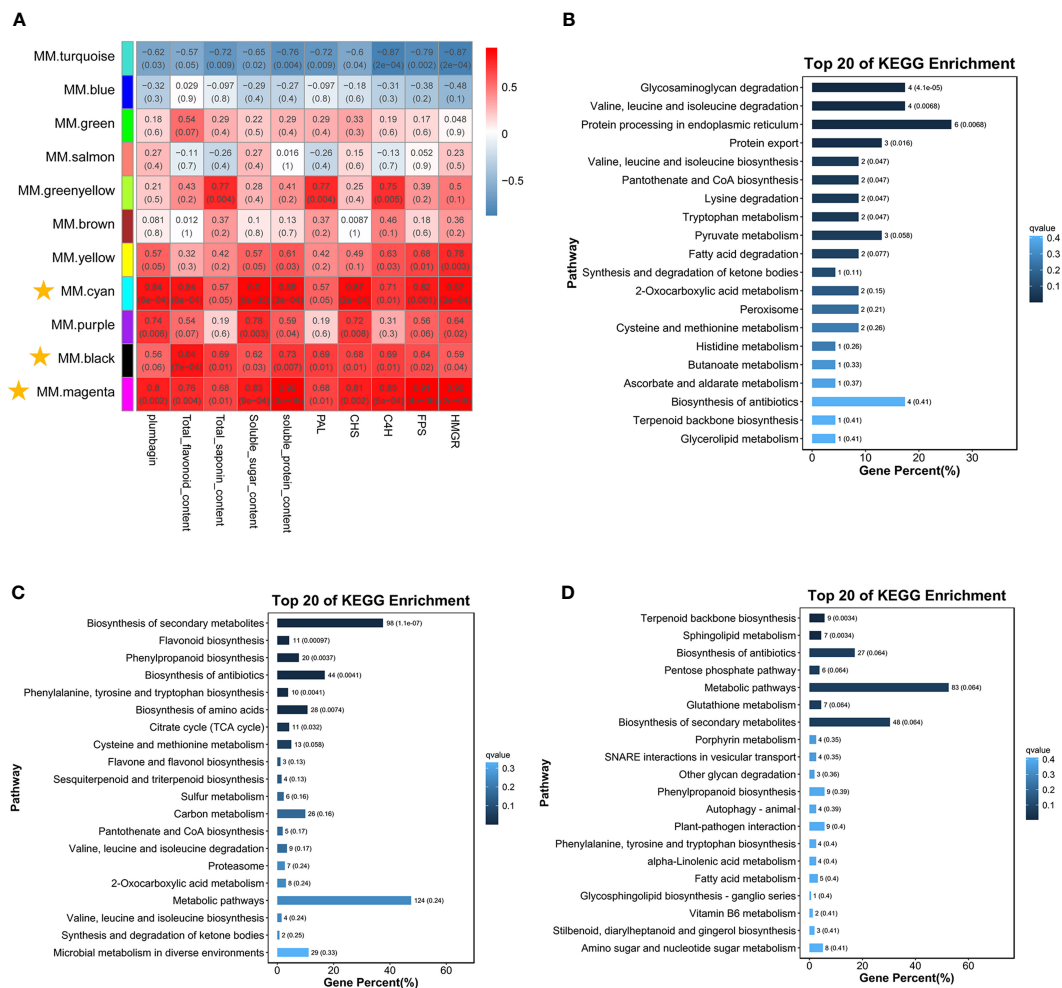 A
MM.turquoise −0.62 −0.57 −0.72 −0.65 −0.76 −0.72 −0.6 −0.87 −0.79 −0.87
(0.03) (0.05) (0.009) (0.02) (0.004) (0.009) (0.04) (2e−04) (0.002) (2e−04)
MM.blue −0.32 0.029 −0.097 −0.29 −0.27 −0.097 −0.18 −0.31 −0.38 −0.48
(0.3) (0.9) (0.8) (0.4) (0.4) (0.8) (0.6) (0.3) (0.2) (0.1)
MM.green 0.18 0.54 0.29 0.22 0.29 0.29 0.33 0.19 0.17 0.048
(0.6) (0.07) (0.4) (0.5) (0.4) (0.4) (0.3) (0.6) (0.6) (0.9)
MM.salmon 0.27 −0.11 −0.26 0.27 0.016 −0.26 0.16 −0.13 0.052 0.23
(0.4) (0.7) (0.4) (0.4) (1) (0.4) (0.6) (0.7) (0.9) (0.5)
MM.greenyellow 0.21 0.43 0.77 0.28 0.41 0.77 0.25 0.75 0.39 0.5
(0.5) (0.2) (0.004) (0.4) (0.2) (0.004) (0.4) (0.005) (0.2) (0.1)
MM.brown 0.081 0.012 0.37 0.1 0.13 0.37 0.0087 0.46 0.18 0.36
(0.8) (1) (0.2) (0.8) (0.7) (0.2) (1) (0.1) (0.6) (0.2)
MM.yellow 0.57 0.32 0.42 0.57 0.61 0.42 0.49 0.63 0.68 0.78
(0.05) (0.3) (0.2) (0.05) (0.03) (0.2) (0.1) (0.03) (0.01) (0.003)
MM.cyan 0.84 0.84 0.57 0.57 0.71 0.82
(0.05) (0.05) (0.01) (0.001)
MM.purple 0.74 0.54 0.19 0.78 0.59 0.19 0.72 0.31 0.56 0.64
(0.006) (0.07) (0.6) (0.003) (0.04) (0.6) (0.008) (0.3) (0.06) (0.02)
MM.black 0.56 0.69 0.62 0.73 0.69 0.68 0.69 0.64 0.59
(0.06) (0.01) (0.03) (0.007) (0.01) (0.01) (0.01) (0.02) (0.04)
MM.magenta 0.8 0.76 0.68 0.83 0.92 0.68 0.81 0.85 0.91 0.92
(0.002) (0.004) (0.01) (0.01) (0.002)
plumbagin
Total_flavonoid_content
Total_saponin_content
Soluble_sugar_content
soluble_protein_content
PAL
CHS
C4H
FPS
HMGR
0.5
0
−0.5
B
Top 20 of KEGG Enrichment
Pathway
Glycosaminoglycan degradation 4 (4.1e-05)
Valine, leucine and isoleucine degradation 4 (0.0068)
Protein processing in endoplasmic reticulum 6 (0.0068)
Protein export 3 (0.016)
Valine, leucine and isoleucine biosynthesis 2 (0.047)
Pantothenate and CoA biosynthesis 2 (0.047)
Lysine degradation 2 (0.047)
Tryptophan metabolism 2 (0.047)
Pyruvate metabolism 3 (0.058)
Fatty acid degradation 2 (0.077)
Synthesis and degradation of ketone bodies 1 (0.11)
2-Oxocarboxylic acid metabolism 2 (0.15)
Peroxisome 2 (0.21)
Cysteine and methionine metabolism 2 (0.26)
Histidine metabolism 1 (0.26)
Butanoate metabolism 1 (0.33)
Ascorbate and aldarate metabolism 1 (0.37)
Biosynthesis of antibiotics 4 (0.41)
Terpenoid backbone biosynthesis 1 (0.41)
Glycerolipid metabolism 1 (0.41)
0 10 20 30
Gene Percent(%)
qvalue
0.4
0.3
0.2
0.1
C
Top 20 of KEGG Enrichment
Pathway
Biosynthesis of secondary metabolites 98 (1.1e-07)
Flavonoid biosynthesis 11 (0.00097)
Phenylpropanoid biosynthesis 20 (0.0037)
Biosynthesis of antibiotics 44 (0.0041)
Phenylalanine, tyrosine and tryptophan biosynthesis 10 (0.0041)
Biosynthesis of amino acids 28 (0.0074)
Citrate cycle (TCA cycle) 11 (0.032)
Cysteine and methionine metabolism 13 (0.058)
Flavone and flavonol biosynthesis 3 (0.13)
Sesquiterpenoid and triterpenoid biosynthesis 4 (0.13)
Sulfur metabolism 6 (0.16)
Carbon metabolism 26 (0.16)
Pantothenate and CoA biosynthesis 5 (0.17)
Valine, leucine and isoleucine degradation 9 (0.17)
Proteasome 7 (0.24)
2-Oxocarboxylic acid metabolism 8 (0.24)
Metabolic pathways 124 (0.24)
Valine, leucine and isoleucine biosynthesis 4 (0.24)
Synthesis and degradation of ketone bodies 2 (0.25)
Microbial metabolism in diverse environments 29 (0.33)
0 20 40 60
Gene Percent(%)
qvalue
0.3
0.2
0.1
D
Top 20 of KEGG Enrichment
Pathway
Terpenoid backbone biosynthesis 9 (0.0034)
Sphingolipid metabolism 7 (0.0034)
Biosynthesis of antibiotics 27 (0.064)
Pentose phosphate pathway 6 (0.064)
Metabolic pathways 83 (0.064)
Glutathione metabolism 7 (0.064)
Biosynthesis of secondary metabolites 48 (0.064)
Porphyrin metabolism 4 (0.35)
SNARE interactions in vesicular transport 4 (0.35)
Other glycan degradation 3 (0.36)
Phenylpropanoid biosynthesis 9 (0.39)
Autophagy - animal 4 (0.39)
Plant-pathogen interaction 9 (0.4)
Phenylalanine, tyrosine and tryptophan biosynthesis 4 (0.4)
alpha-Linolenic acid metabolism 4 (0.4)
Fatty acid metabolism 5 (0.4)
Glycosphingolipid biosynthesis - ganglio series 1 (0.4)
Vitamin B6 metabolism 2 (0.41)
Stilbenoid, diarylheptanoid and gingerol biosynthesis 3 (0.41)
Amino sugar and nucleotide sugar metabolism 8 (0.41)
0 20 40 60
Gene Percent(%)
qvalue
0.4
0.3
0.2
0.1